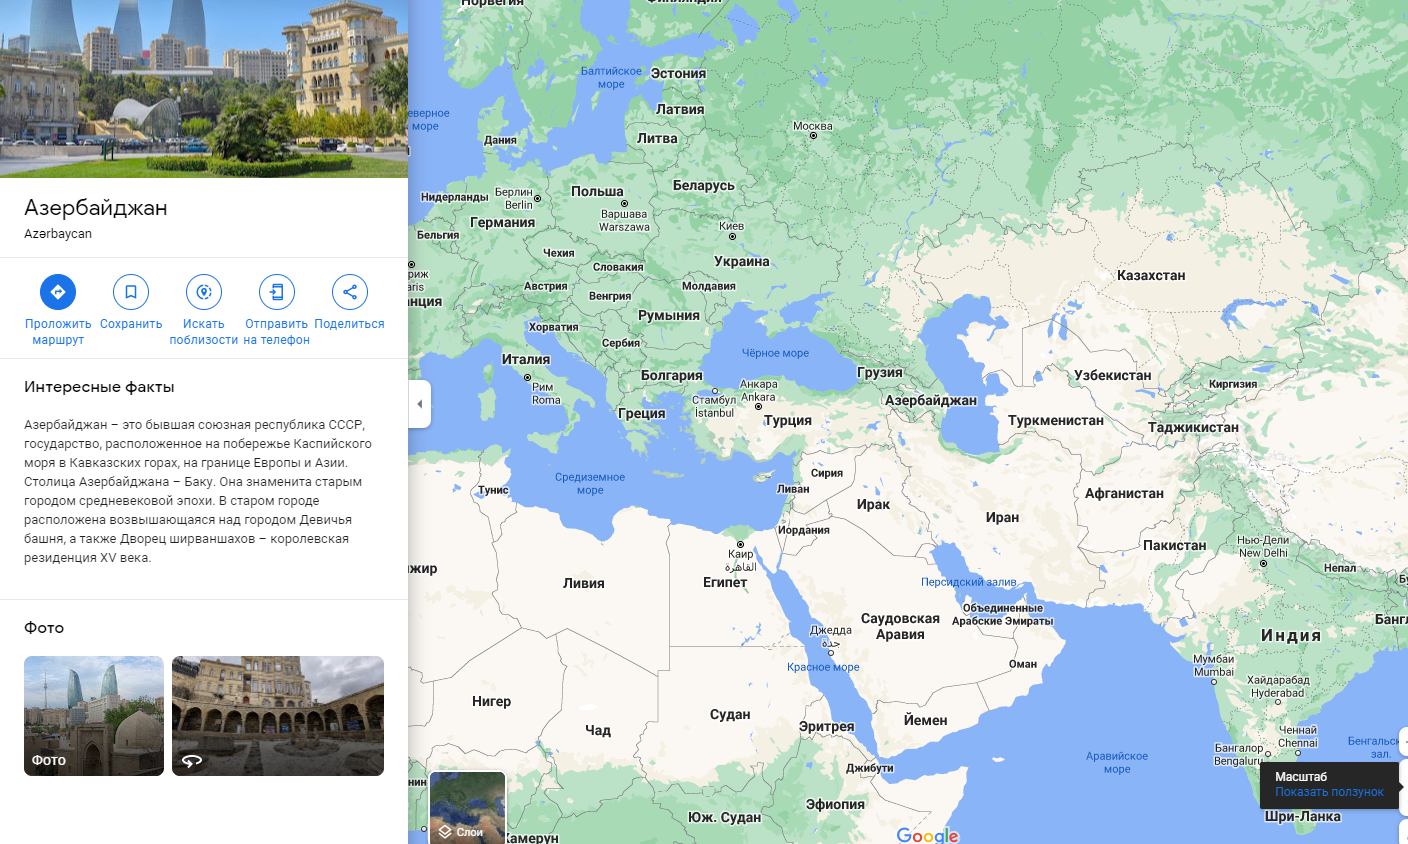 Азербайджан
Azərbaycan
Проложить
маршрут
Сохранить
Искать
поблизости
Отправить
на телефон
Поделиться
Интересные факты
Азербайджан – это бывшая союзная республика СССР,
государство, расположенное на побережье Каспийского
моря в Кавказских горах, на границе Европы и Азии.
Столица Азербайджана – Баку. Она знаменита старым
городом средневековой эпохи. В старом городе
расположена возвышающаяся над городом Девичья
башня, а также Дворец ширваншахов – королевская
резиденция XV века.
Фото
Фото
Норвегия
Финляндия
Балтийское
море
Эстония
Латвия
Литва
еверное
море
Дания
Москва
Нидерланды
Берлин
Berlin
Польша
Беларусь
Варшава
Warszawa
Германия
Бельгия
Киев
Чехия
Словакия
Украина
риж
aris
Казахстан
Австрия
Венгрия
Молдавия
нция
Румыния
Хорватия
Сербия
Италия
Чёрное море
Грузия
Болгария
Узбекистан
Киргизия
Рим
Roma
Анкара
Ankara
Стамбул
İstanbul
Азербайджан
Греция
Турция
Туркменистан
Таджикистан
Средиземное
море
Тунис
Сирия
Ливан
Афганистан
Ирак
Иран
Иордания
Каир
القاهرة
Пакистан
Нью-Дели
New Delhi
Непал
Бу
жир
Ливия
Египет
Персидский залив
Объединенные
Арабские Эмираты
Саудовская
Аравия
Джедда
جدة
Индия
Бангл
Красное море
Оман
Мумбаи
Mumbai
Хайдарабад
Hyderabad
Нигер
Чад
Судан
Эритрея
Йемен
Ченнай
Chennai
Бангалор
Bengaluru
Бенгальск
зал.
Аравийское
море
Джибути
Масштаб
Показать ползунок
нин
Эфиопия
Юж. Судан
Шри-Ланка
Слои
Камерун
Google